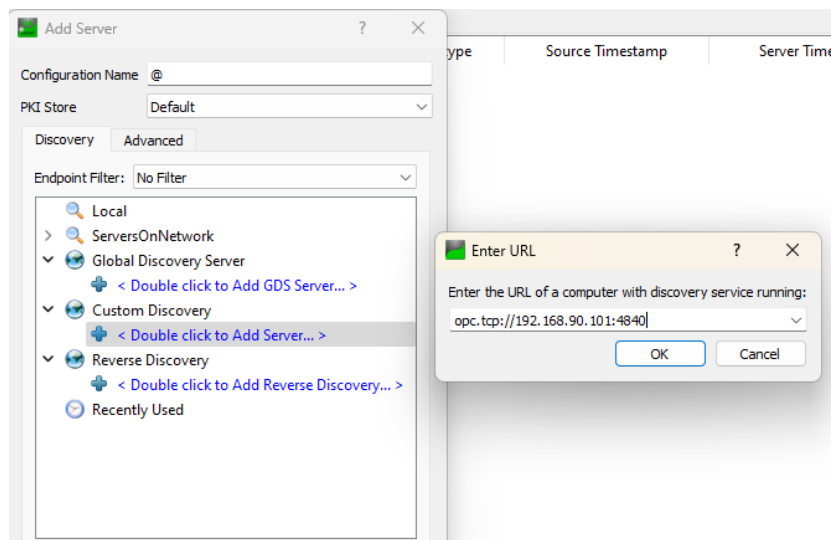 Add Server
?
Configuration Name @
PKI Store Default
Discovery Advanced
Endpoint Filter: No Filter
Local
ServersOnNetwork
Global Discovery Server
< Double click to Add GDS Server... >
Custom Discovery
< Double click to Add Server... >
Reverse Discovery
< Double click to Add Reverse Discovery... >
Recently Used
ype Source Timestamp Server Time
Enter URL
?
Enter the URL of a computer with discovery service running:
opc.tcp://192.168.90.101:4840
OK Cancel